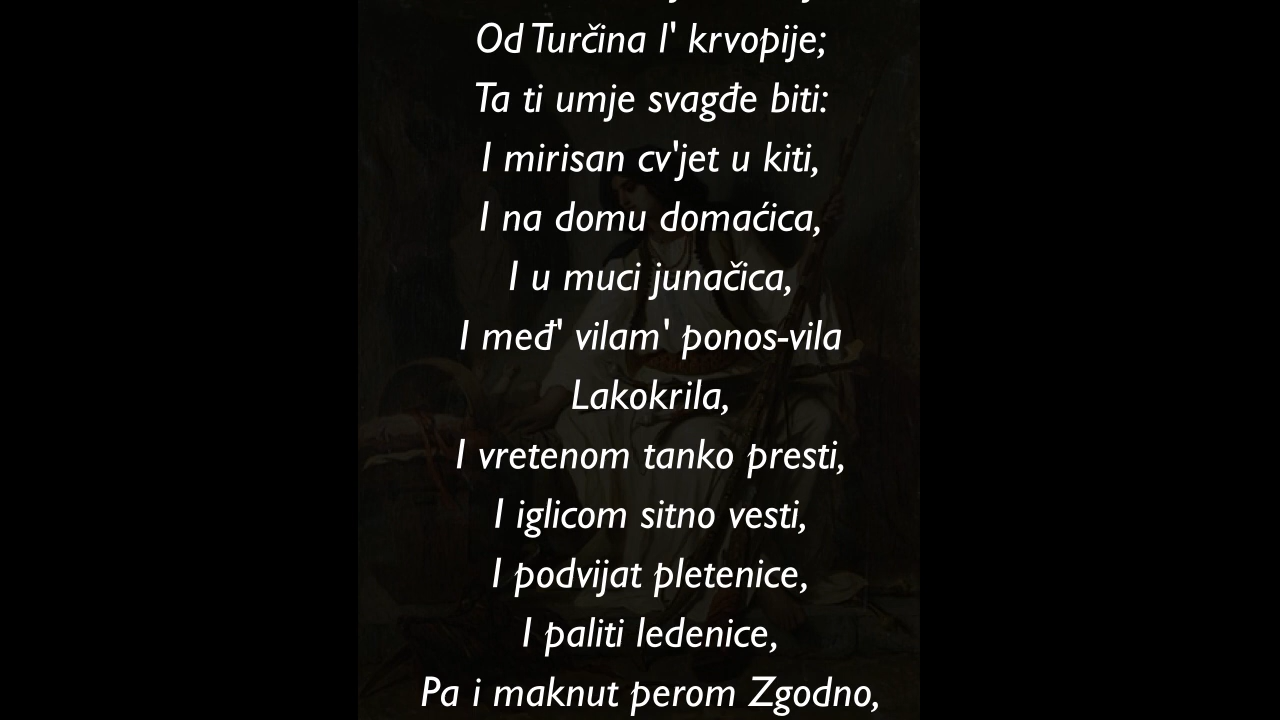 Od Turčina l' krvopije;
Ta ti umje svagđe biti:
I mirisan cv'jet u kiti,
I na domu domaćica,
I u muci junačica,
I međ' vilam' ponos-vila
Lakokrila,
I vretenom tanko presti,
I iglicom sitno vesti,
I podvijat pletenice,
I paliti ledenice,
Pa i maknut perom Zgodno,